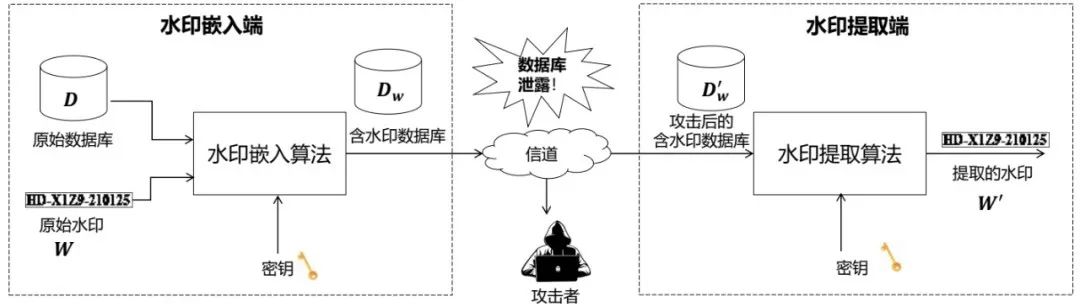 水印嵌入端
D
原始数据库
HD-X1Z9-210125
原始水印
W
水印嵌入算法
密钥
D_w
含水印数据库
数据库
泄露!
信道
攻击者
水印提取端
D'_w
攻击后的
含水印数据库
水印提取算法
密钥
HD-X1Z9-210125
提取的水印
W'